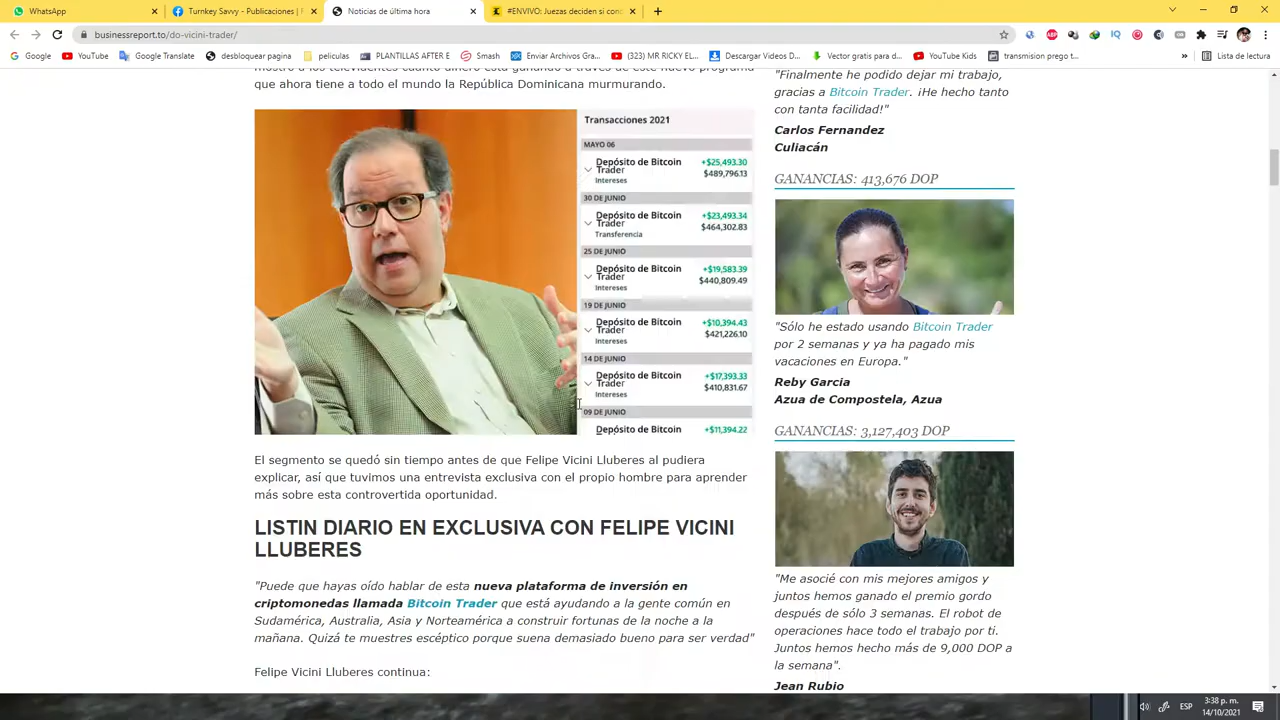 WhatsApp
Turnkey Savvy - Publicaciones | F
Noticias de última hora
#ENVIVO: Juezas deciden si conc
businessreport.to/do-vicini-trader/
G Gmail
YouTube
Google Translate
desbloquear pagina
peliculas
PLANTILLAS AFTER E
Smash
Enviar Archivos Gra...
(323) MR RICKY EL...
Descargar Videos D...
Vector gratis para d...
YouTube Kids
transmision prego t...
»
Lista de lectura
que ahora tiene a todo el mundo la República Dominicana murmurando.
Transacciones 2021
MAYO 06
Depósito de Bitcoin +$25,493.30
Trader $489,796.13
Intereses
30 DE JUNIO
Depósito de Bitcoin +$23,493.34
Trader $464,302.83
Transferencia
25 DE JUNIO
Depósito de Bitcoin +$19,583.39
Trader $440,809.49
Intereses
19 DE JUNIO
Depósito de Bitcoin +$10,394.43
Trader $421,226.10
Intereses
14 DE JUNIO
Depósito de Bitcoin +$17,393.33
Trader $410,831.67
Intereses
09 DE JUNIO
Depósito de Bitcoin +$11,394.22
El segmento se quedó sin tiempo antes de que Felipe Vicini Lluberes al pudiera
explicar, así que tuvimos una entrevista exclusiva con el propio hombre para aprender
más sobre esta controvertida oportunidad.
LISTIN DIARIO EN EXCLUSIVA CON FELIPE VICINI
LLUBERES
"Puede que hayas oído hablar de esta nueva plataforma de inversión en
criptomonedas llamada Bitcoin Trader que está ayudando a la gente común en
Sudamérica, Australia, Asia y Norteamérica a construir fortunas de la noche a la
mañana. Quizá te muestres escéptico porque suena demasiado bueno para ser verdad"
Felipe Vicini Lluberes continua:
"Finalmente he podido dejar mi trabajo,
gracias a Bitcoin Trader. ¡He hecho tanto
con tanta facilidad!"
Carlos Fernandez
Culiacán
GANANCIAS: 413,676 DOP
"Sólo he estado usando Bitcoin Trader
por 2 semanas y ya ha pagado mis
vacaciones en Europa."
Reby Garcia
Azua de Compostela, Azua
GANANCIAS: 3,127,403 DOP
"Me asocié con mis mejores amigos y
juntos hemos ganado el premio gordo
después de sólo 3 semanas. El robot de
operaciones hace todo el trabajo por ti.
Juntos hemos hecho más de 9,000 DOP a
la semana".
Jean Rubio
ESP
3:38 p. m.
14/10/2021